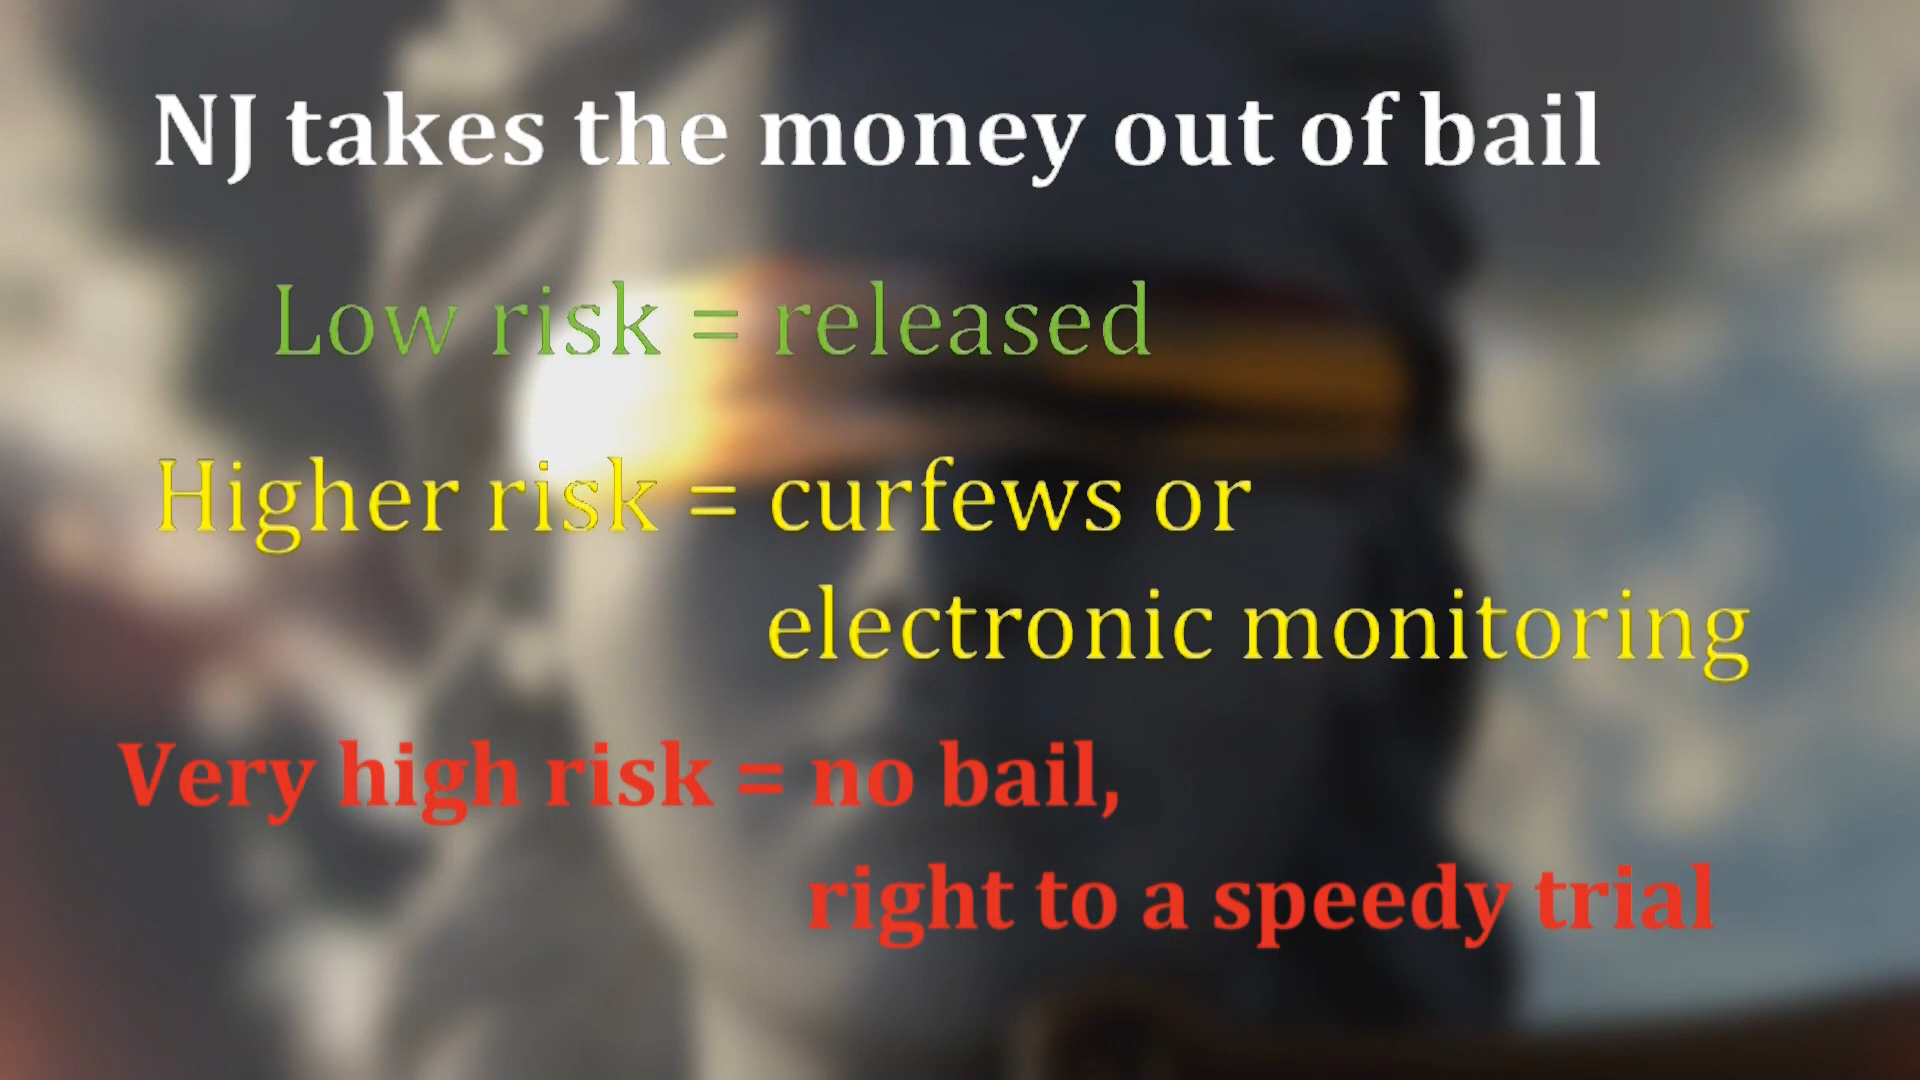 NJ takes the money out of bail
Low risk = released
Higher risk = curfews or
electronic monitoring
Very high risk = no bail,
right to a speedy trial